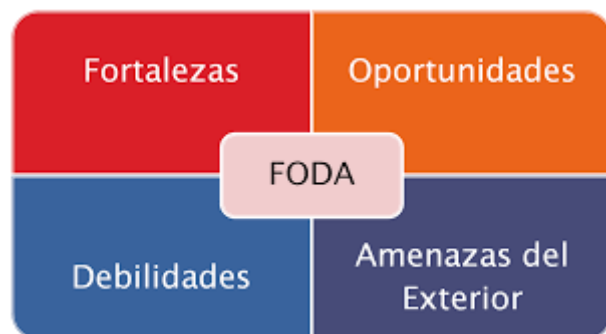 Fortalezas
Oportunidades
FODA
Debilidades
Amenazas del
Exterior